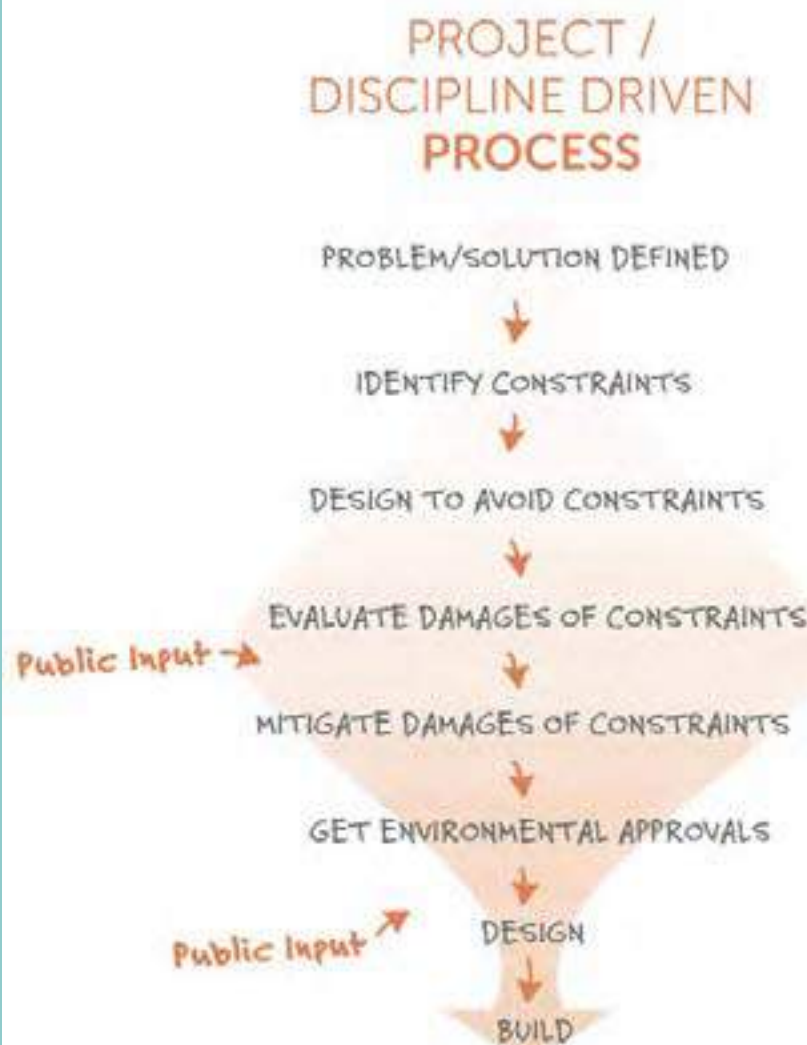 PROJECT /
DISCIPLINE DRIVEN
PROCESS
PROBLEM/SOLUTION DEFINED
IDENTIFY CONSTRAINTS
DESIGN TO AVOID CONSTRAINTS
EVALUATE DAMAGES OF CONSTRAINTS
Public Input
MITIGATE DAMAGES OF CONSTRAINTS
GET ENVIRONMENTAL APPROVALS
Public Input
DESIGN
BUILD